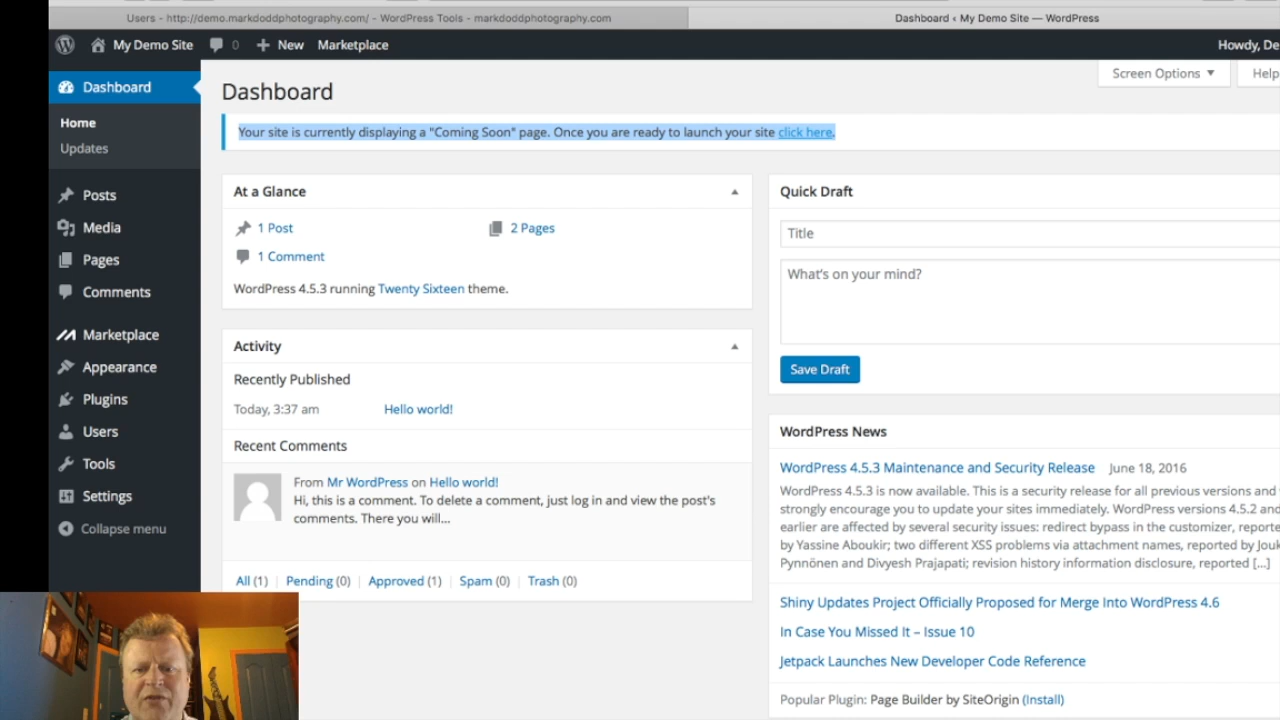 Users - http://demo.markdoddphotography.com/ - WordPress Tools - markdoddphotography.com
Dashboard ‹ My Demo Site — WordPress
My Demo Site
0
New
Marketplace
Howdy, De
Dashboard
Home
Updates
Posts
Media
Pages
Comments
Marketplace
Appearance
Plugins
Users
Tools
Settings
Collapse menu
Screen Options
Help
Dashboard
Your site is currently displaying a "Coming Soon" page. Once you are ready to launch your site click here.
At a Glance
1 Post
2 Pages
1 Comment
WordPress 4.5.3 running Twenty Sixteen theme.
Activity
Recently Published
Today, 3:37 am
Hello world!
Recent Comments
From Mr WordPress on Hello world!
Hi, this is a comment. To delete a comment, just log in and view the post's
comments. There you will...
All (1) | Pending (0) | Approved (1) | Spam (0) | Trash (0)
Quick Draft
Title
What's on your mind?
Save Draft
WordPress News
WordPress 4.5.3 Maintenance and Security Release June 18, 2016
WordPress 4.5.3 is now available. This is a security release for all previous versions and
strongly encourage you to update your sites immediately. WordPress versions 4.5.2 and
earlier are affected by several security issues: redirect bypass in the customizer, reporte
by Yassine Aboukir; two different XSS problems via attachment names, reported by Jouk
Pynnönen and Divyesh Prajapati; revision history information disclosure, reported [...]
Shiny Updates Project Officially Proposed for Merge Into WordPress 4.6
In Case You Missed It – Issue 10
Jetpack Launches New Developer Code Reference
Popular Plugin: Page Builder by SiteOrigin (Install)